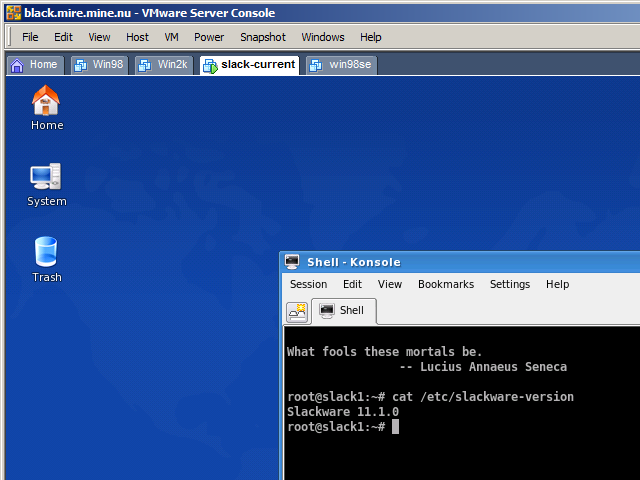 black.mire.mine.nu - VMware Server Console
File Edit View Host VM Power Snapshot Windows Help
Home Win98 Win2k slack-current win98se
Home
System
Trash
Shell - Konsole
Session Edit View Bookmarks Settings Help
Shell
What fools these mortals be.
-- Lucius Annaeus Seneca
root@slack1:~# cat /etc/slackware-version
Slackware 11.1.0
root@slack1:~#